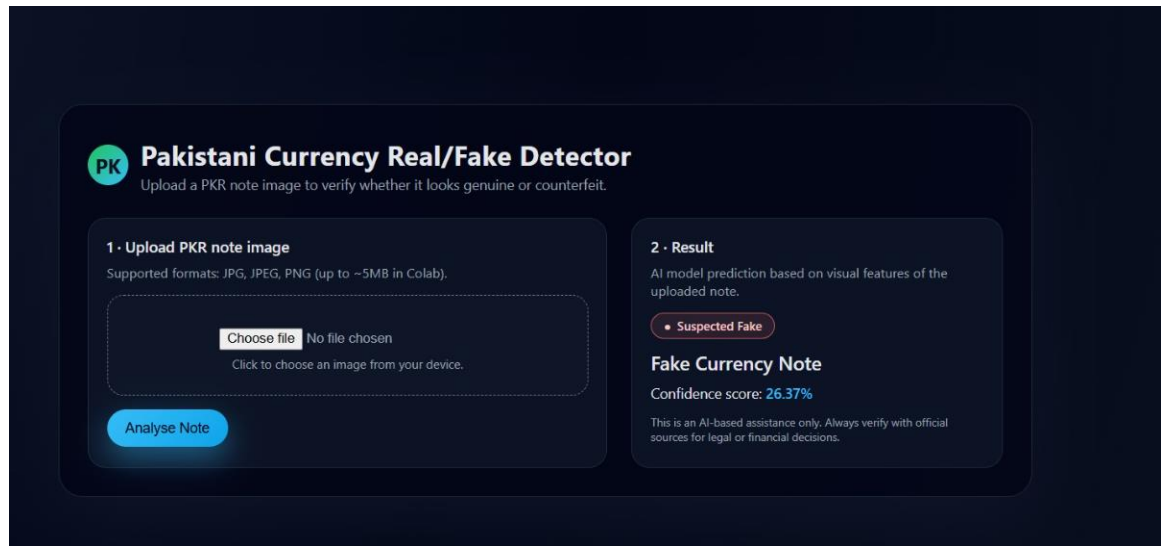 PK
Pakistani Currency Real/Fake Detector
Upload a PKR note image to verify whether it looks genuine or counterfeit.
1 · Upload PKR note image
Supported formats: JPG, JPEG, PNG (up to ~5MB in Colab).
Choose file No file chosen
Click to choose an image from your device.
Analyse Note
2 · Result
AI model prediction based on visual features of the
uploaded note.
• Suspected Fake
Fake Currency Note
Confidence score: 26.37%
This is an AI-based assistance only. Always verify with official
sources for legal or financial decisions.